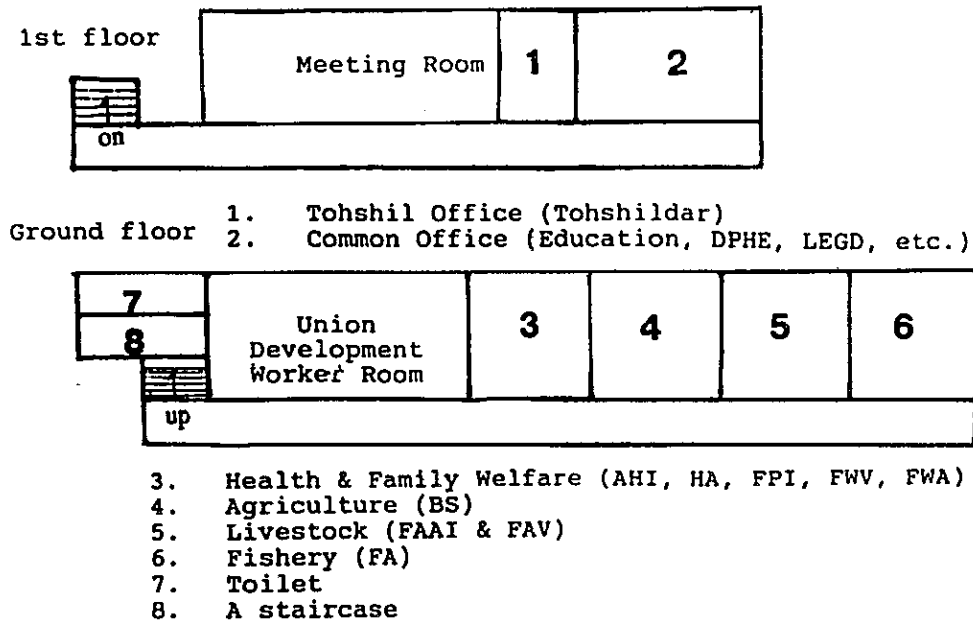 1st floor
Meeting Room 1 2
on
1. Tohshil Office (Tohshildar)
Ground floor
2. Common Office (Education, DPHE, LEGD, etc.)
7
8
Union
Development
Worker Room
3 4 5 6
up
3. Health & Family Welfare (AHI, HA, FPI, FWV, FWA)
4. Agriculture (BS)
5. Livestock (FAAI & FAV)
6. Fishery (FA)
7. Toilet
8. A staircase